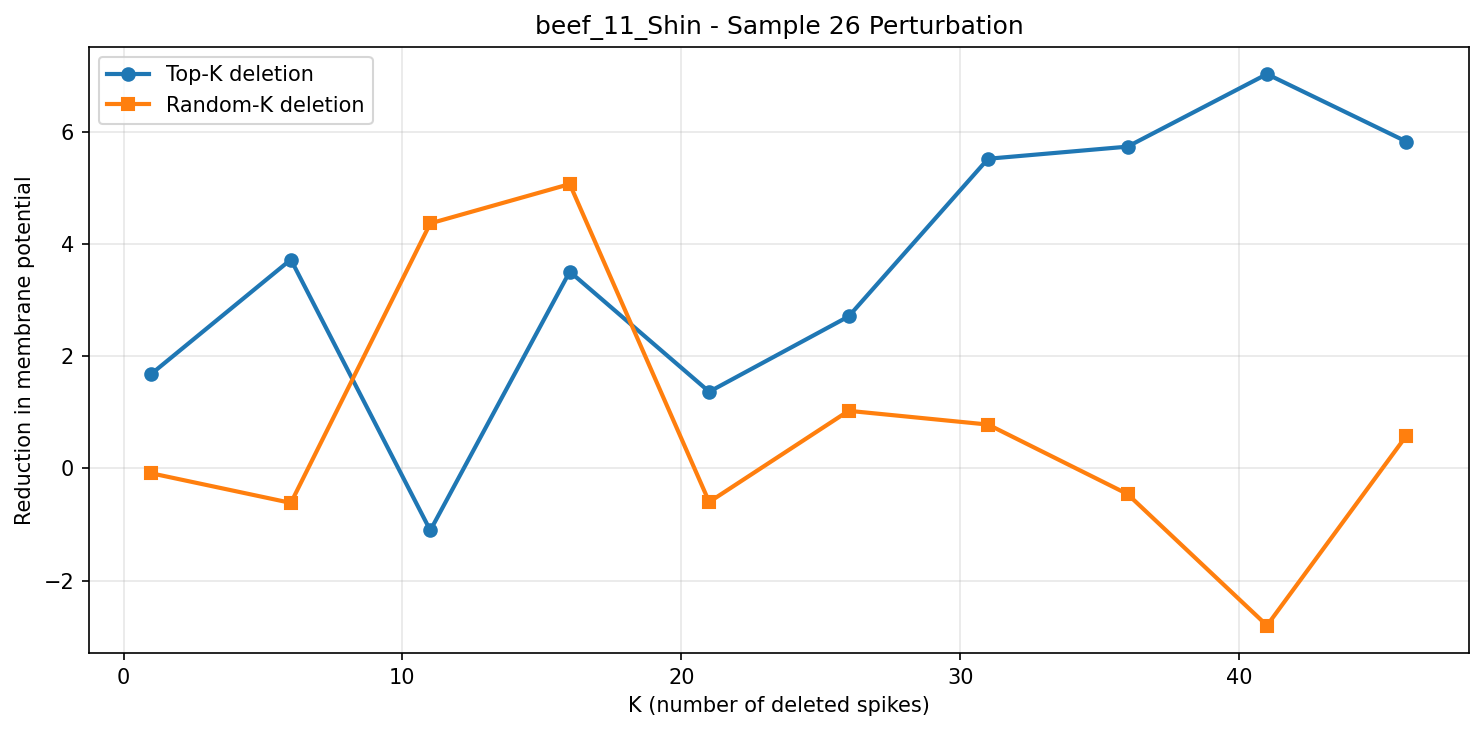 beef_11_Shin - Sample 26 Perturbation
Top-K deletion
Random-K deletion
Reduction in membrane potential
6
4
2
0
−2
0
10
20
30
40
K (number of deleted spikes)